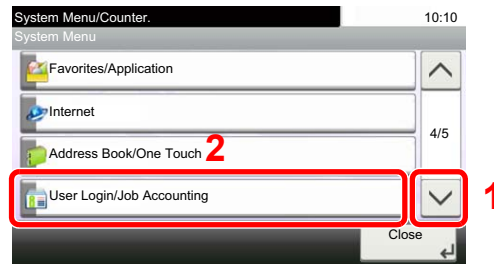 System Menu/Counter. 10:10
System Menu
Favorites/Application
Internet
4/5
Address Book/One Touch 2
User Login/Job Accounting
1
Close